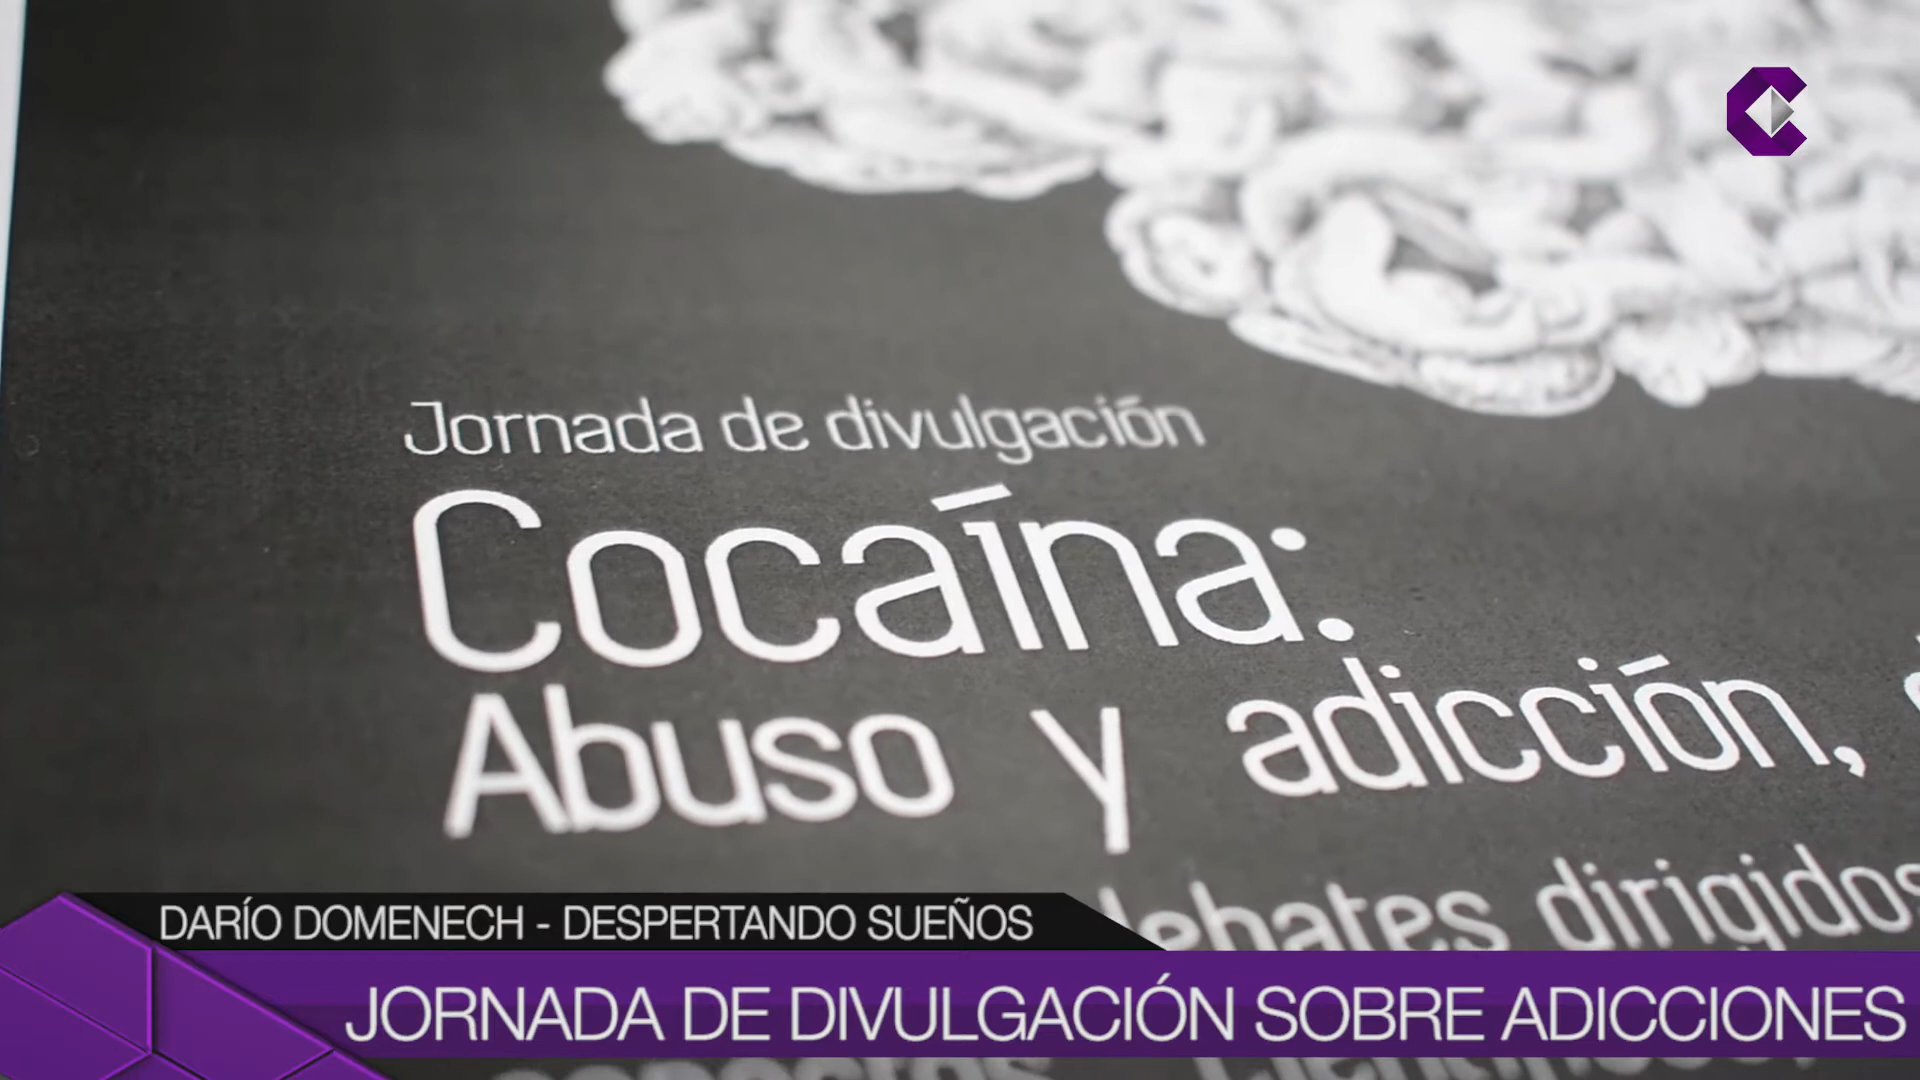 Jornada de divulgación
Cocaína:
Abuso y adicción,
debates dirigidos
DARÍO DOMENECH - DESPERTANDO SUEÑOS
JORNADA DE DIVULGACIÓN SOBRE ADICCIONES